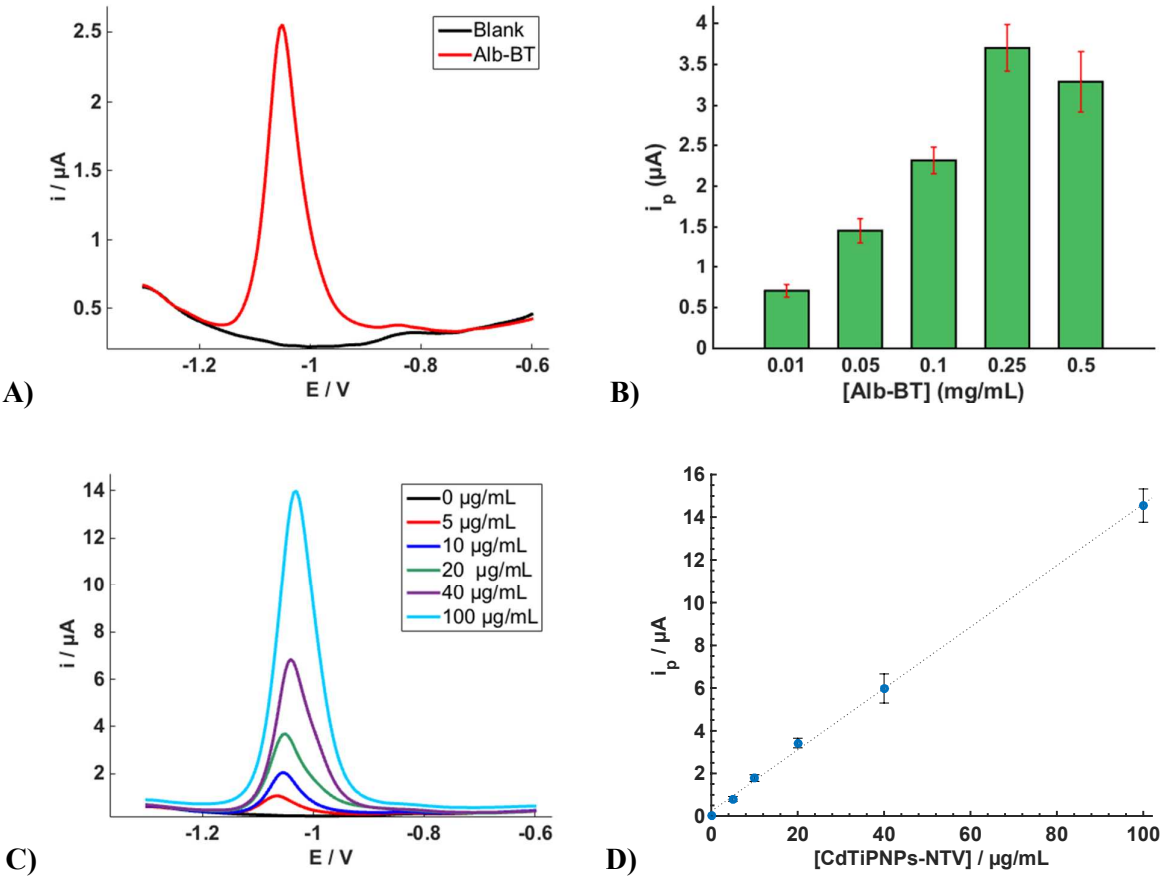 2.5
2
1.5
1
0.5
i / µA
Blank
Alb-BT
-1.2
-1
-0.8
-0.6
E / V
A)
4
3.5
3
2.5
2
1.5
1
0.5
0
ip (µA)
0.01
0.05
0.1
0.25
0.5
[Alb-BT] (mg/mL)
B)
14
12
10
8
6
4
2
i / µA
0 µg/mL
5 µg/mL
10 µg/mL
20 µg/mL
40 µg/mL
100 µg/mL
-1.2
-1
-0.8
-0.6
E / V
C)
16
14
12
10
8
6
4
2
0
ip / µA
0
20
40
60
80
100
[CdTiPNPs-NTV] / µg/mL
D)